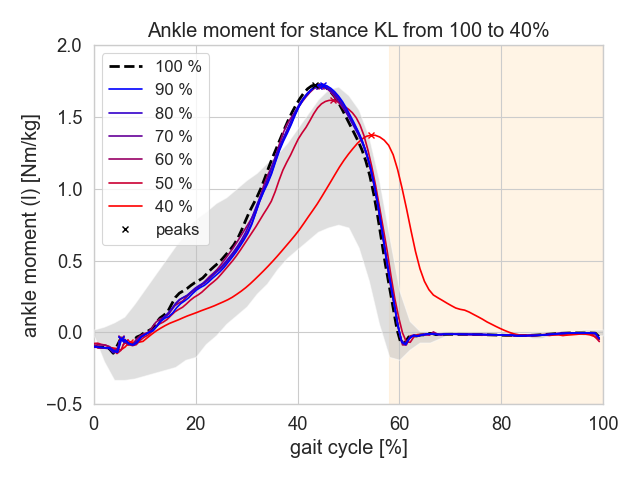 Ankle moment for stance KL from 100 to 40%
2.0
1.5
1.0
0.5
0.0
−0.5
ankle moment (l) [Nm/kg]
100 %
90 %
80 %
70 %
60 %
50 %
40 %
peaks
0 20 40 60 80 100
gait cycle [%]